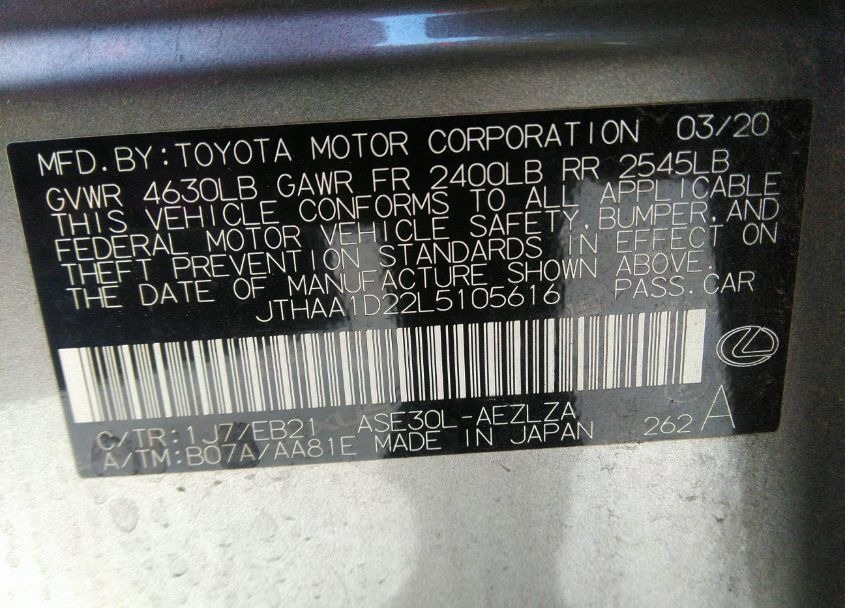 MFD.BY:TOYOTA MOTOR CORPORATION 03/20
GVWR 4630LB GAWR FR 2400LB RR 2545LB
THIS VEHICLE CONFORMS TO ALL APPLICABLE
FEDERAL MOTOR VEHICLE SAFETY,BUMPER,AND
THEFT PREVENTION STANDARDS IN EFFECT ON
THE DATE OF MANUFACTURE SHOWN ABOVE.
JTHAA1D22L5105616 PASS.CAR
C/TR:1J7/EB21 ASE30L-AEZLZA
A/TM:B07A/AA81E MADE IN JAPAN 262 A